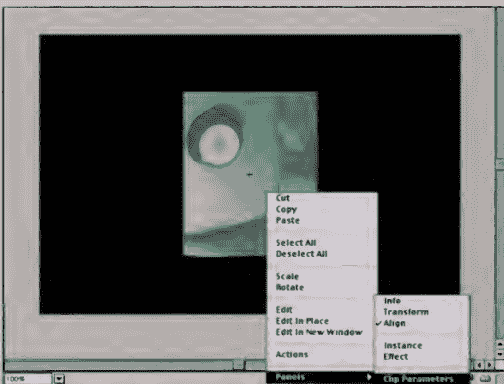 Cut
Copy
Paste
Select All
Deselect All
Scale
Rotate
Edit
Edit In Place
Edit In New Window
Actions
Panels
Info
Transform
Align
Instance
Effect
Clip Parameters
100%